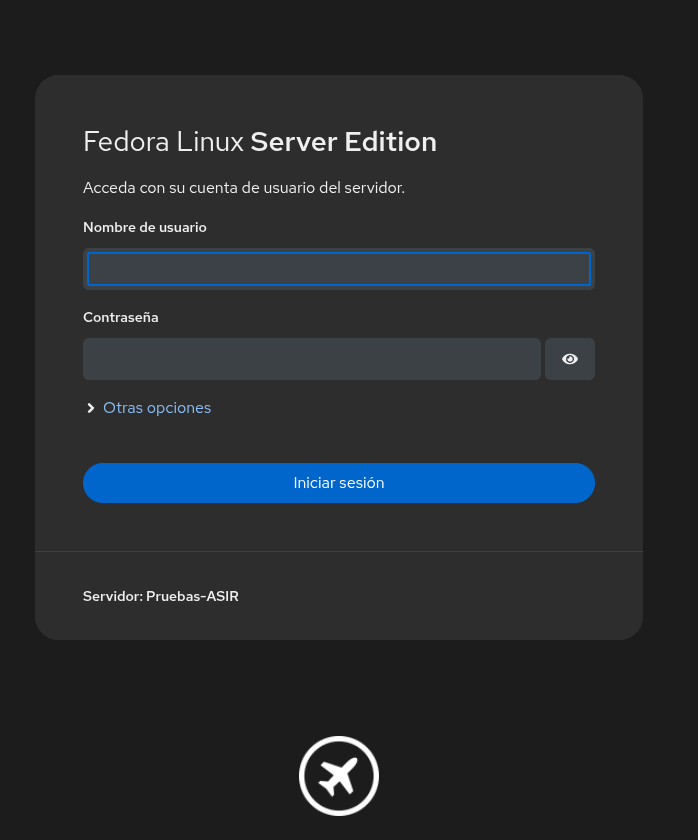 Fedora Linux Server Edition
Acceda con su cuenta de usuario del servidor.
Nombre de usuario
Contraseña
Otras opciones
Iniciar sesión
Servidor: Pruebas-ASIR